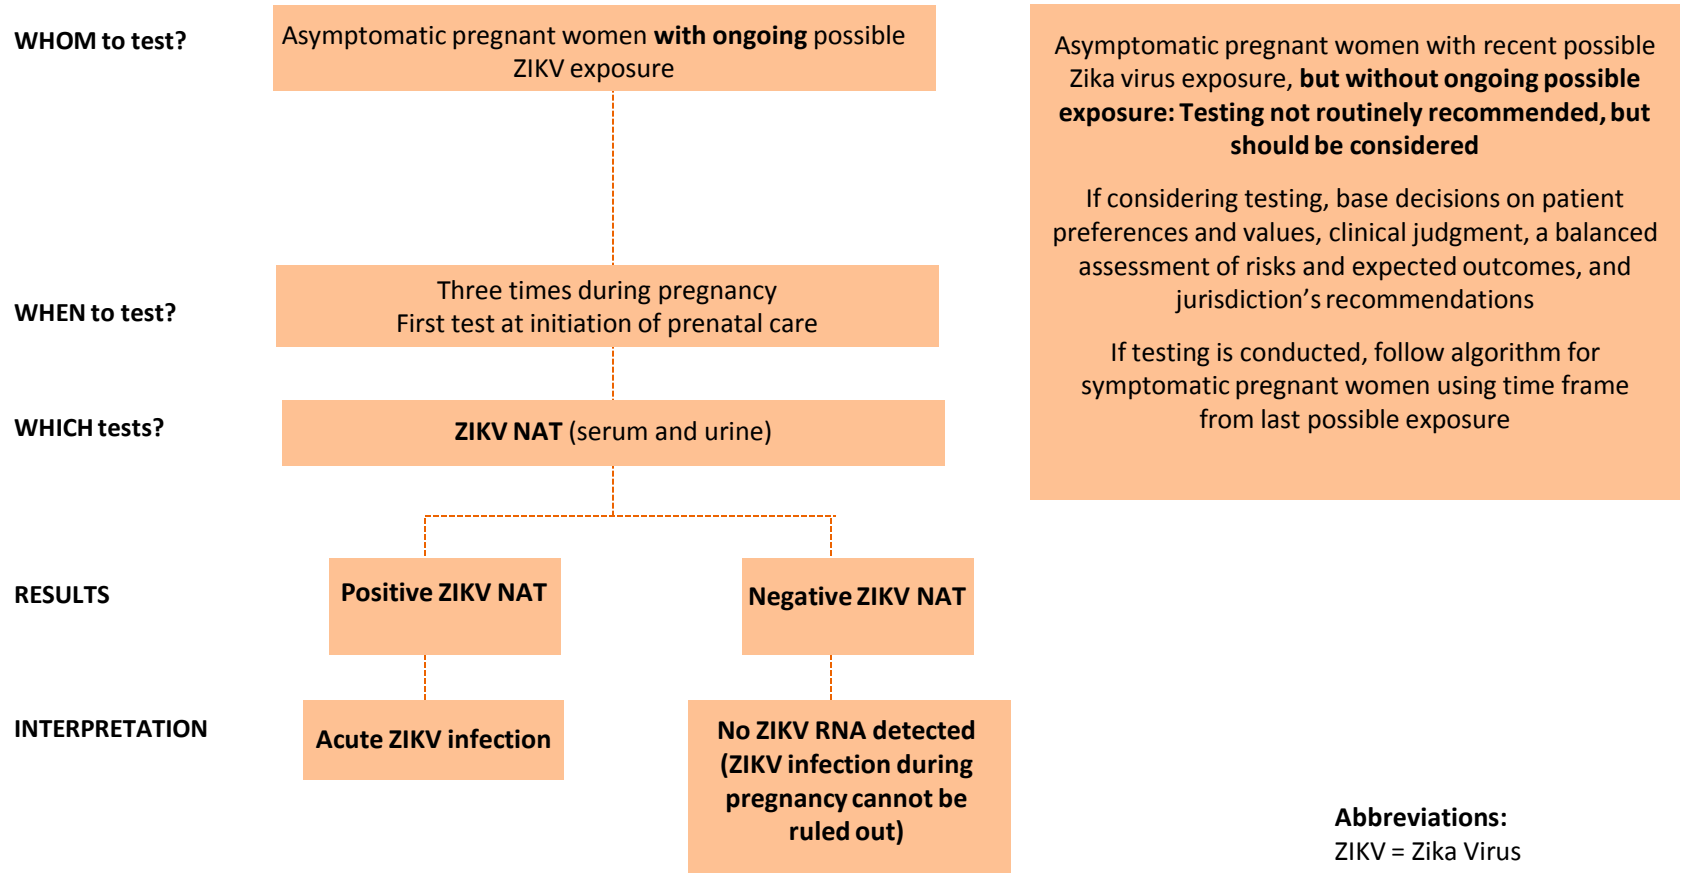 WHOM to test?
Asymptomatic pregnant women with ongoing possible
ZIKV exposure
WHEN to test?
Three times during pregnancy
First test at initiation of prenatal care
WHICH tests?
ZIKV NAT (serum and urine)
RESULTS
Positive ZIKV NAT
Negative ZIKV NAT
INTERPRETATION
Acute ZIKV infection
No ZIKV RNA detected
(ZIKV infection during
pregnancy cannot be
ruled out)
Asymptomatic pregnant women with recent possible
Zika virus exposure, but without ongoing possible
exposure: Testing not routinely recommended, but
should be considered
If considering testing, base decisions on patient
preferences and values, clinical judgment, a balanced
assessment of risks and expected outcomes, and
jurisdiction’s recommendations
If testing is conducted, follow algorithm for
symptomatic pregnant women using time frame
from last possible exposure
Abbreviations:
ZIKV = Zika Virus